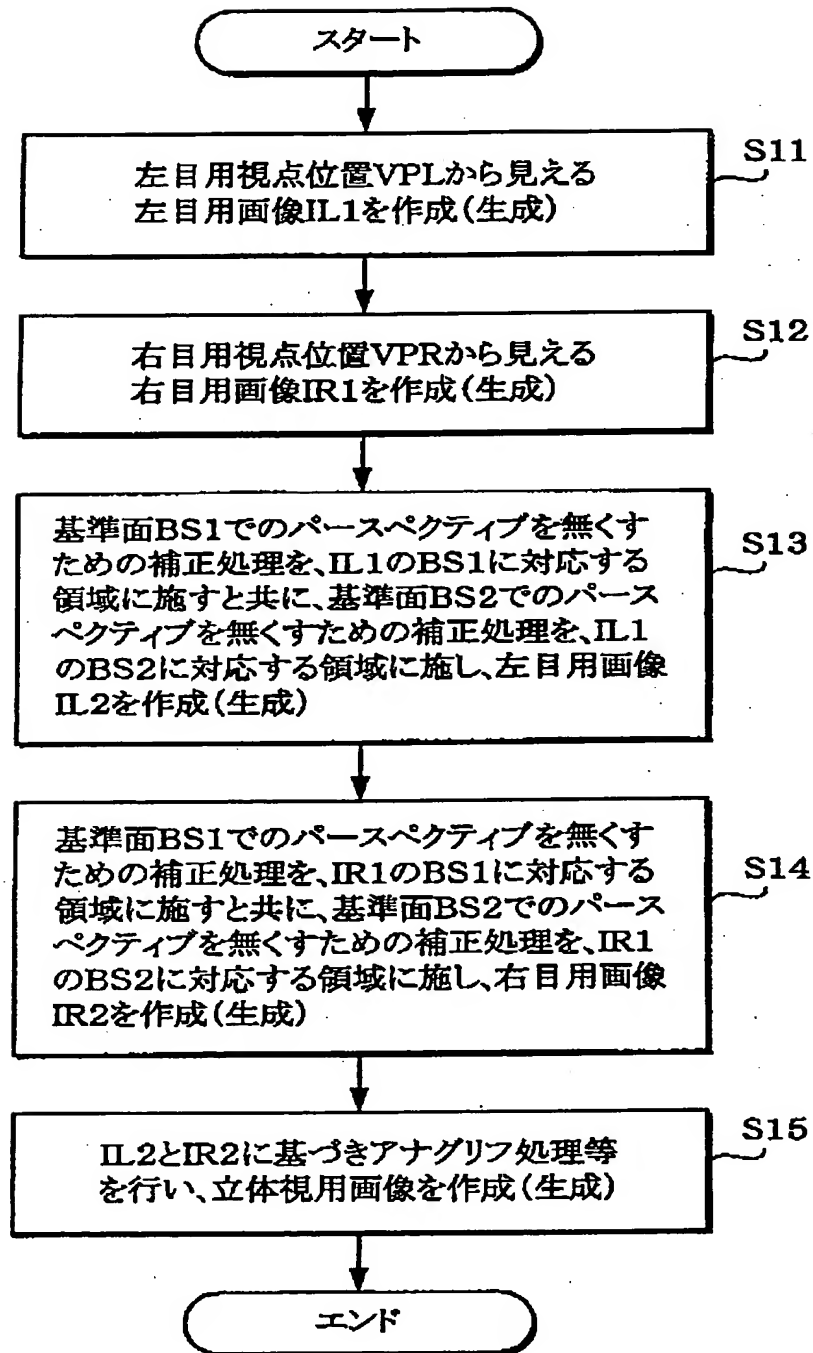 スタート
左目用視点位置VPLから見える
左目用画像IL1を作成(生成)
S11
右目用視点位置VPRから見える
右目用画像IR1を作成(生成)
S12
基準面BS1でのパースペクティブを無くす
ための補正処理を、IL1のBS1に対応する
領域に施すと共に、基準面BS2でのパース
ペクティブを無くすための補正処理を、IL1
のBS2に対応する領域に施し、左目用画像
IL2を作成(生成)
S13
基準面BS1でのパースペクティブを無くす
ための補正処理を、IR1のBS1に対応する
領域に施すと共に、基準面BS2でのパース
ペクティブを無くすための補正処理を、IR1
のBS2に対応する領域に施し、右目用画像
IR2を作成(生成)
S14
IL2とIR2に基づきアナグリフ処理等
を行い、立体視用画像を作成(生成)
S15
エンド